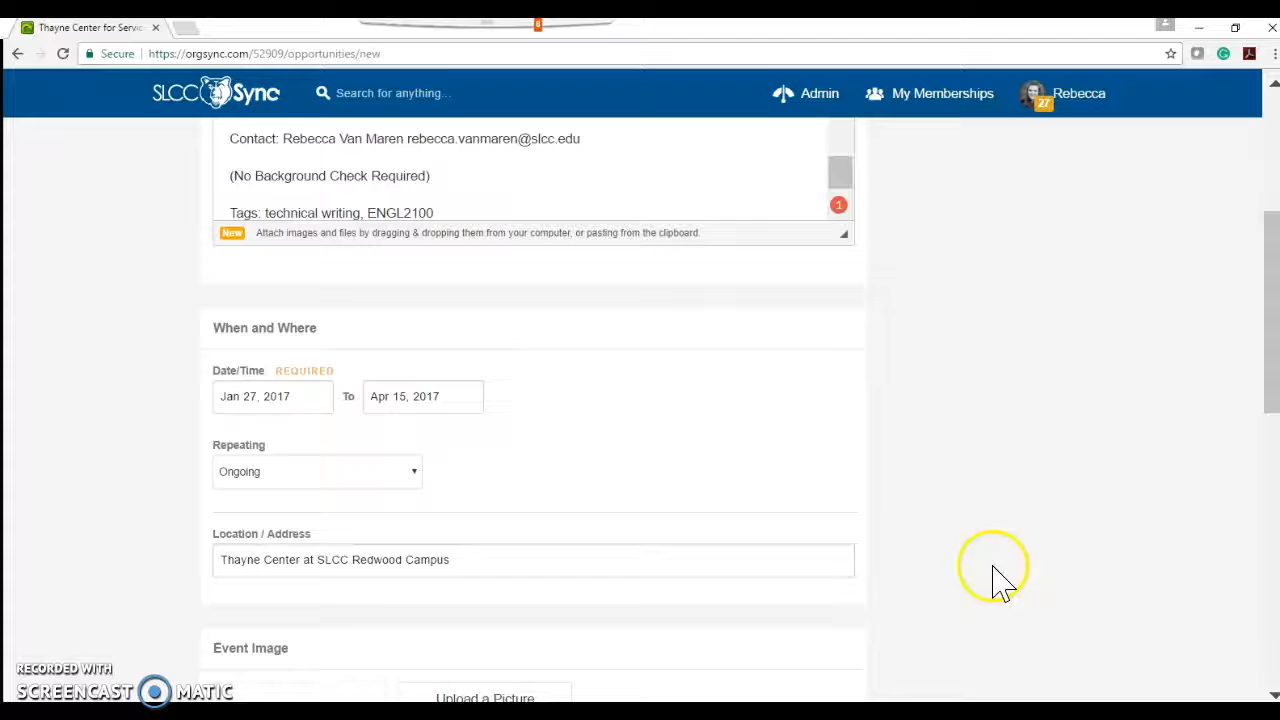 Thayne Center for Servic
8
Secure https://orgsync.com/52909/opportunities/new
SLCC Sync Search for anything... Admin My Memberships 27 Rebecca
Contact: Rebecca Van Maren rebecca.vanmaren@slcc.edu
(No Background Check Required)
1
Tags: technical writing, ENGL2100
New Attach images and files by dragging & dropping them from your computer, or pasting from the clipboard.
When and Where
Date/Time REQUIRED
Jan 27, 2017 To Apr 15, 2017
Repeating
Ongoing
Location / Address
Thayne Center at SLCC Redwood Campus
Event Image
Upload a Picture
RECORDED WITH
SCREENCAST MATIC